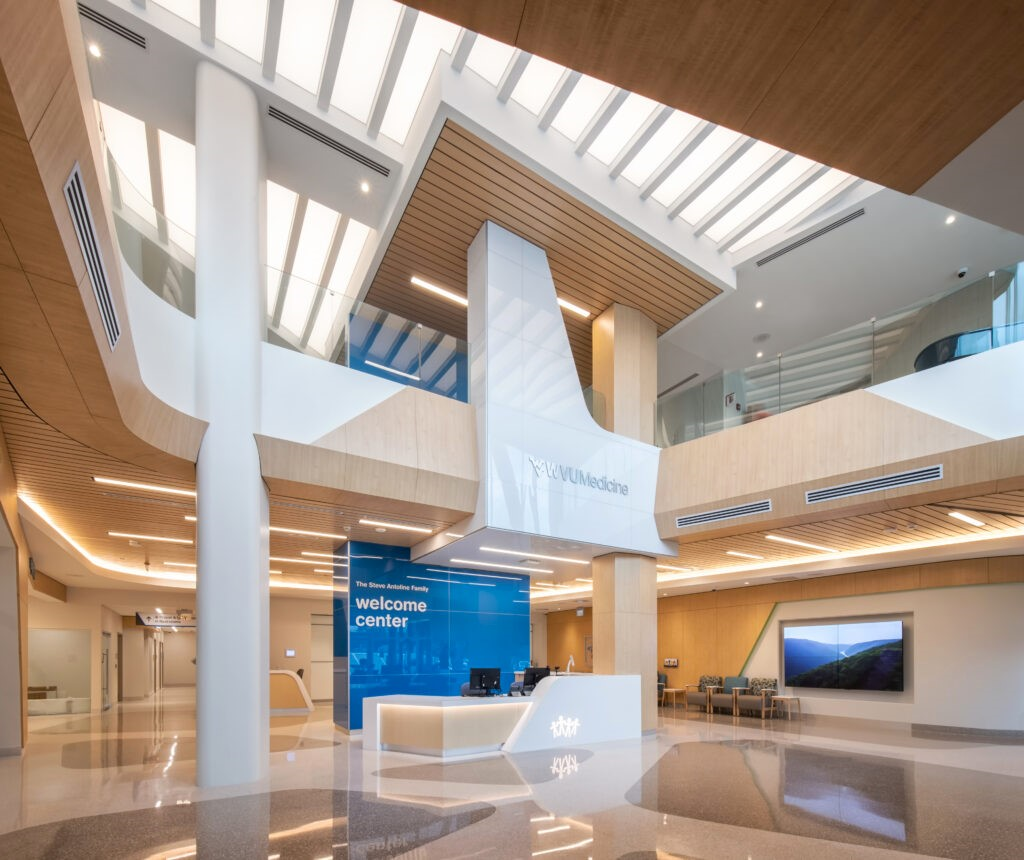 WVUMedicine
The Steve Antoline Family
welcome
center